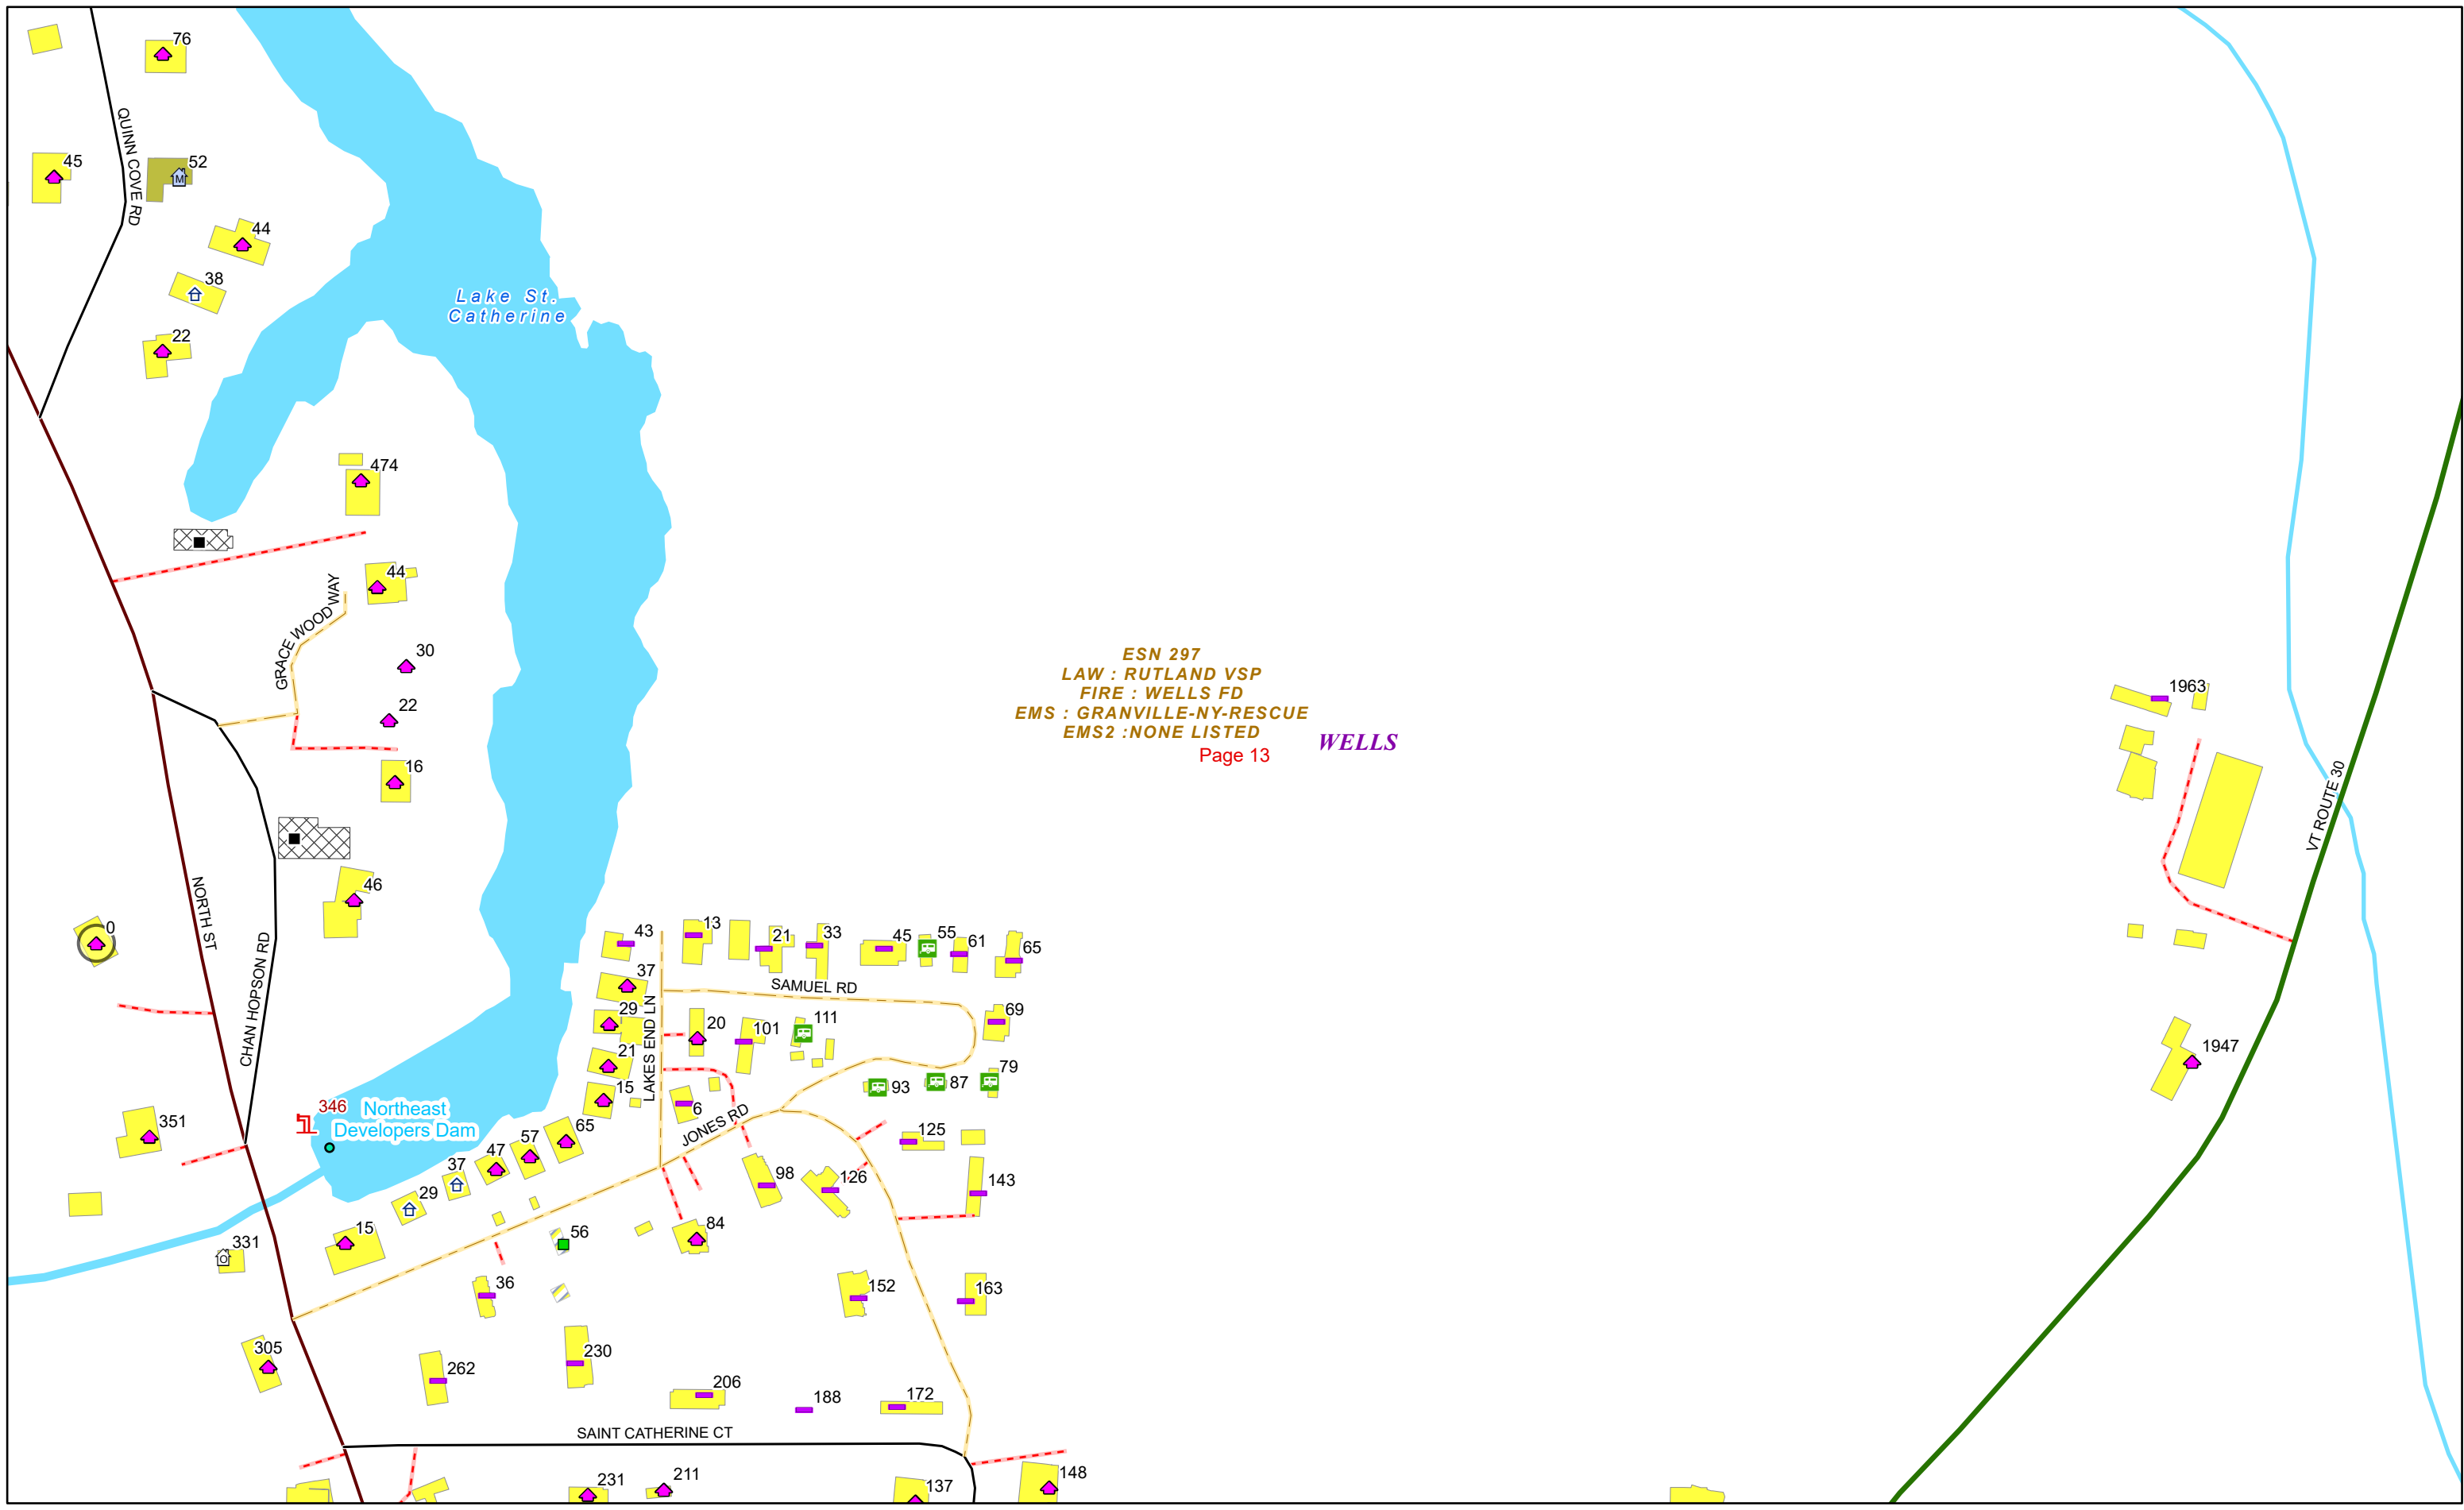 76
QUINN COVE RD
45
52
M
44
38
22
Lake St.
Catherine
474
44
GRACE WOOD WAY
30
22
16
ESN 297
LAW : RUTLAND VSP
FIRE : WELLS FD
EMS : GRANVILLE-NY-RESCUE
EMS2 :NONE LISTED
WELLS
Page 13
1963
VT ROUTE 30
46
NORTH ST
0
CHAN HOPSON RD
43
13
21
33
45
55
61
65
37
SAMUEL RD
LAKES END LN
29
20
101
111
69
21
79
15
6
93
87
1947
346
Northeast
Developers Dam
351
JONES RD
65
57
47
37
29
125
98
126
143
15
56
84
331
O
36
152
163
305
262
230
206
188
172
SAINT CATHERINE CT
231
211
137
148